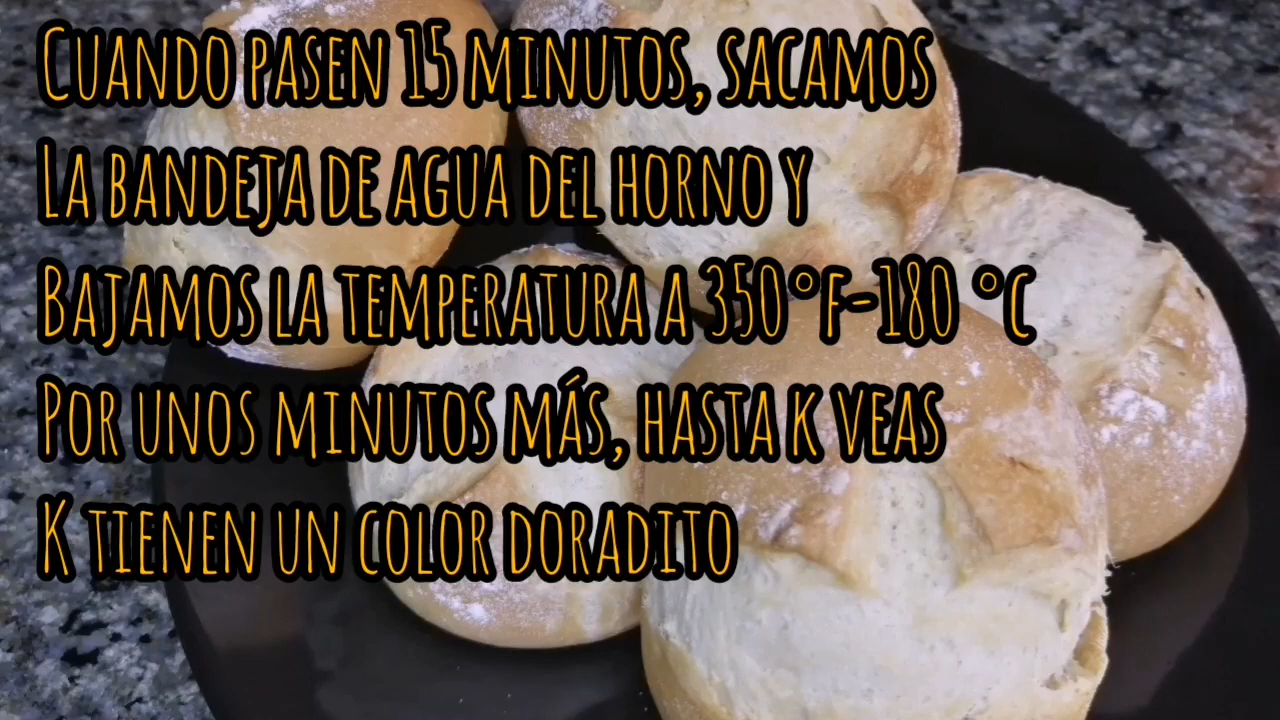 Cuando pasen 15 minutos, sacamos
La bandeja de agua del horno y
Bajamos la temperatura a 350°F-180 °C
Por unos minutos más, hasta k veas
K tienen un color doradito